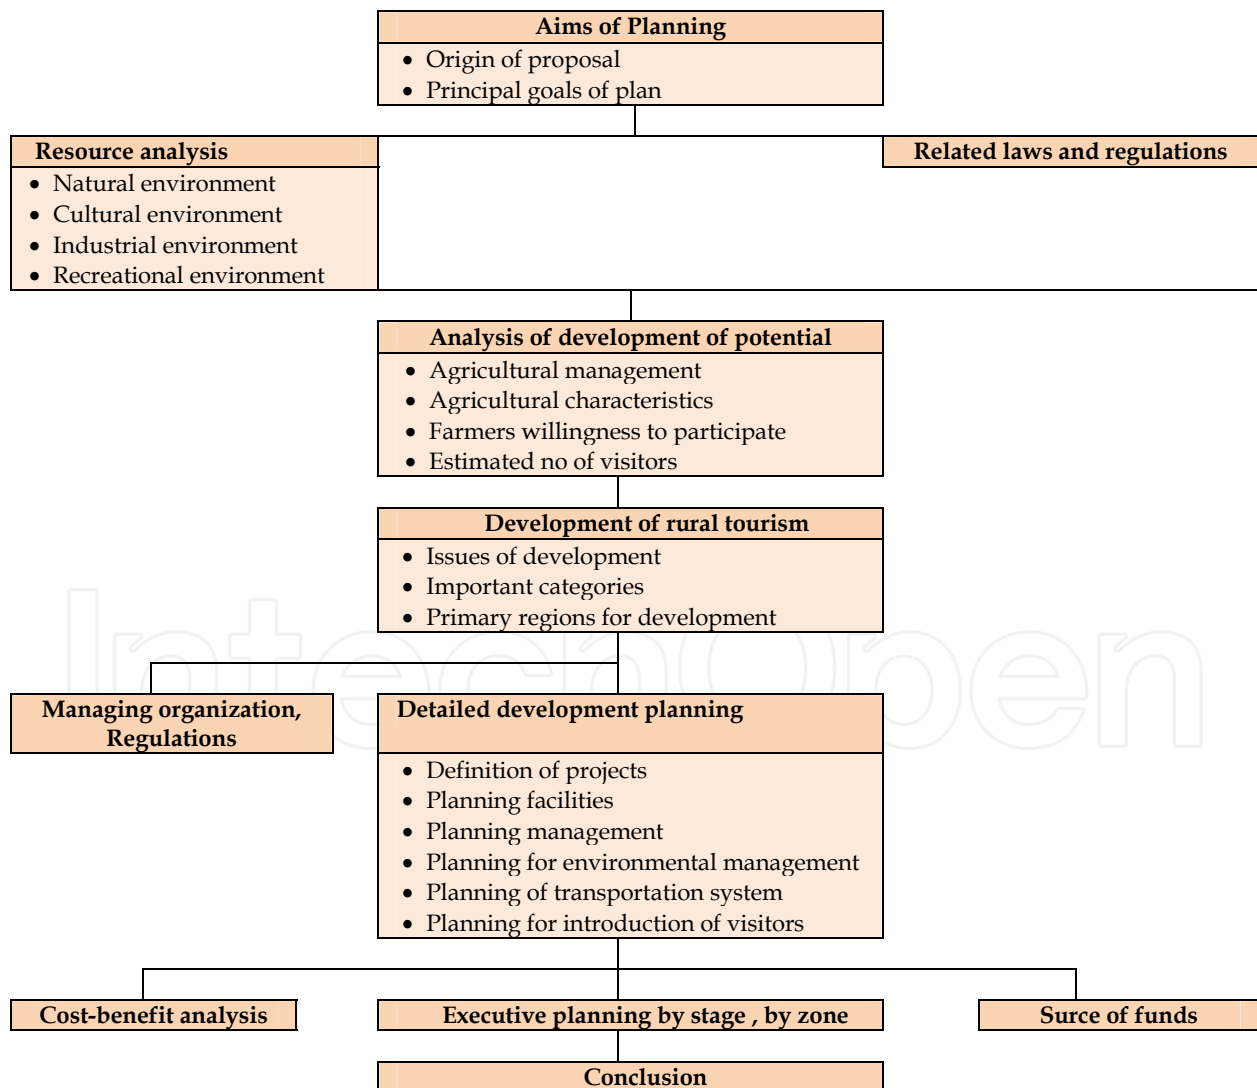 Aims of Planning
• Origin of proposal
• Principal goals of plan
Resource analysis
• Natural environment
• Cultural environment
• Industrial environment
• Recreational environment
Related laws and regulations
Analysis of development of potential
• Agricultural management
• Agricultural characteristics
• Farmers willingness to participate
• Estimated no of visitors
Development of rural tourism
• Issues of development
• Important categories
• Primary regions for development
IntechOpen
Managing organization,
Regulations
Detailed development planning
• Definition of projects
• Planning facilities
• Planning management
• Planning for environmental management
• Planning of transportation system
• Planning for introduction of visitors
Cost-benefit analysis
Executive planning by stage , by zone
Surce of funds
Conclusion